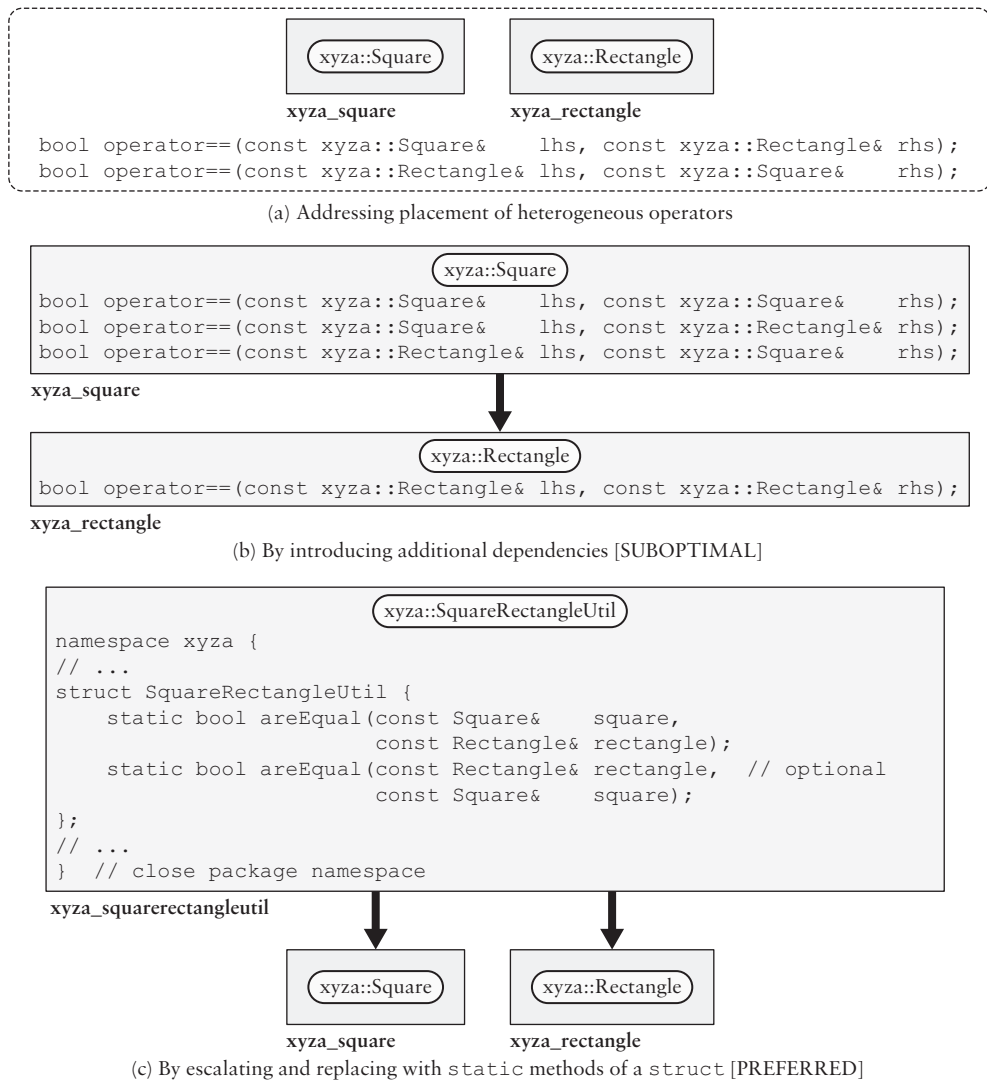 xyza::Square xyza::Rectangle
xyza_square xyza_rectangle
bool operator==(const xyza::Square&    lhs, const xyza::Rectangle& rhs);
bool operator==(const xyza::Rectangle& lhs, const xyza::Square&    rhs);
(a) Addressing placement of heterogeneous operators
xyza::Square
bool operator==(const xyza::Square&    lhs, const xyza::Square&    rhs);
bool operator==(const xyza::Square&    lhs, const xyza::Rectangle& rhs);
bool operator==(const xyza::Rectangle& lhs, const xyza::Square&    rhs);
xyza_square
xyza::Rectangle
bool operator==(const xyza::Rectangle& lhs, const xyza::Rectangle& rhs);
xyza_rectangle
(b) By introducing additional dependencies [SUBOPTIMAL]
xyza::SquareRectangleUtil
namespace xyza {
// ...
struct SquareRectangleUtil {
    static bool areEqual(const Square&    square,
                         const Rectangle& rectangle);
    static bool areEqual(const Rectangle& rectangle,  // optional
                         const Square&    square);
};
// ...
}  // close package namespace
xyza_squarerectangleutil
xyza::Square xyza::Rectangle
xyza_square xyza_rectangle
(c) By escalating and replacing with static methods of a struct [PREFERRED]